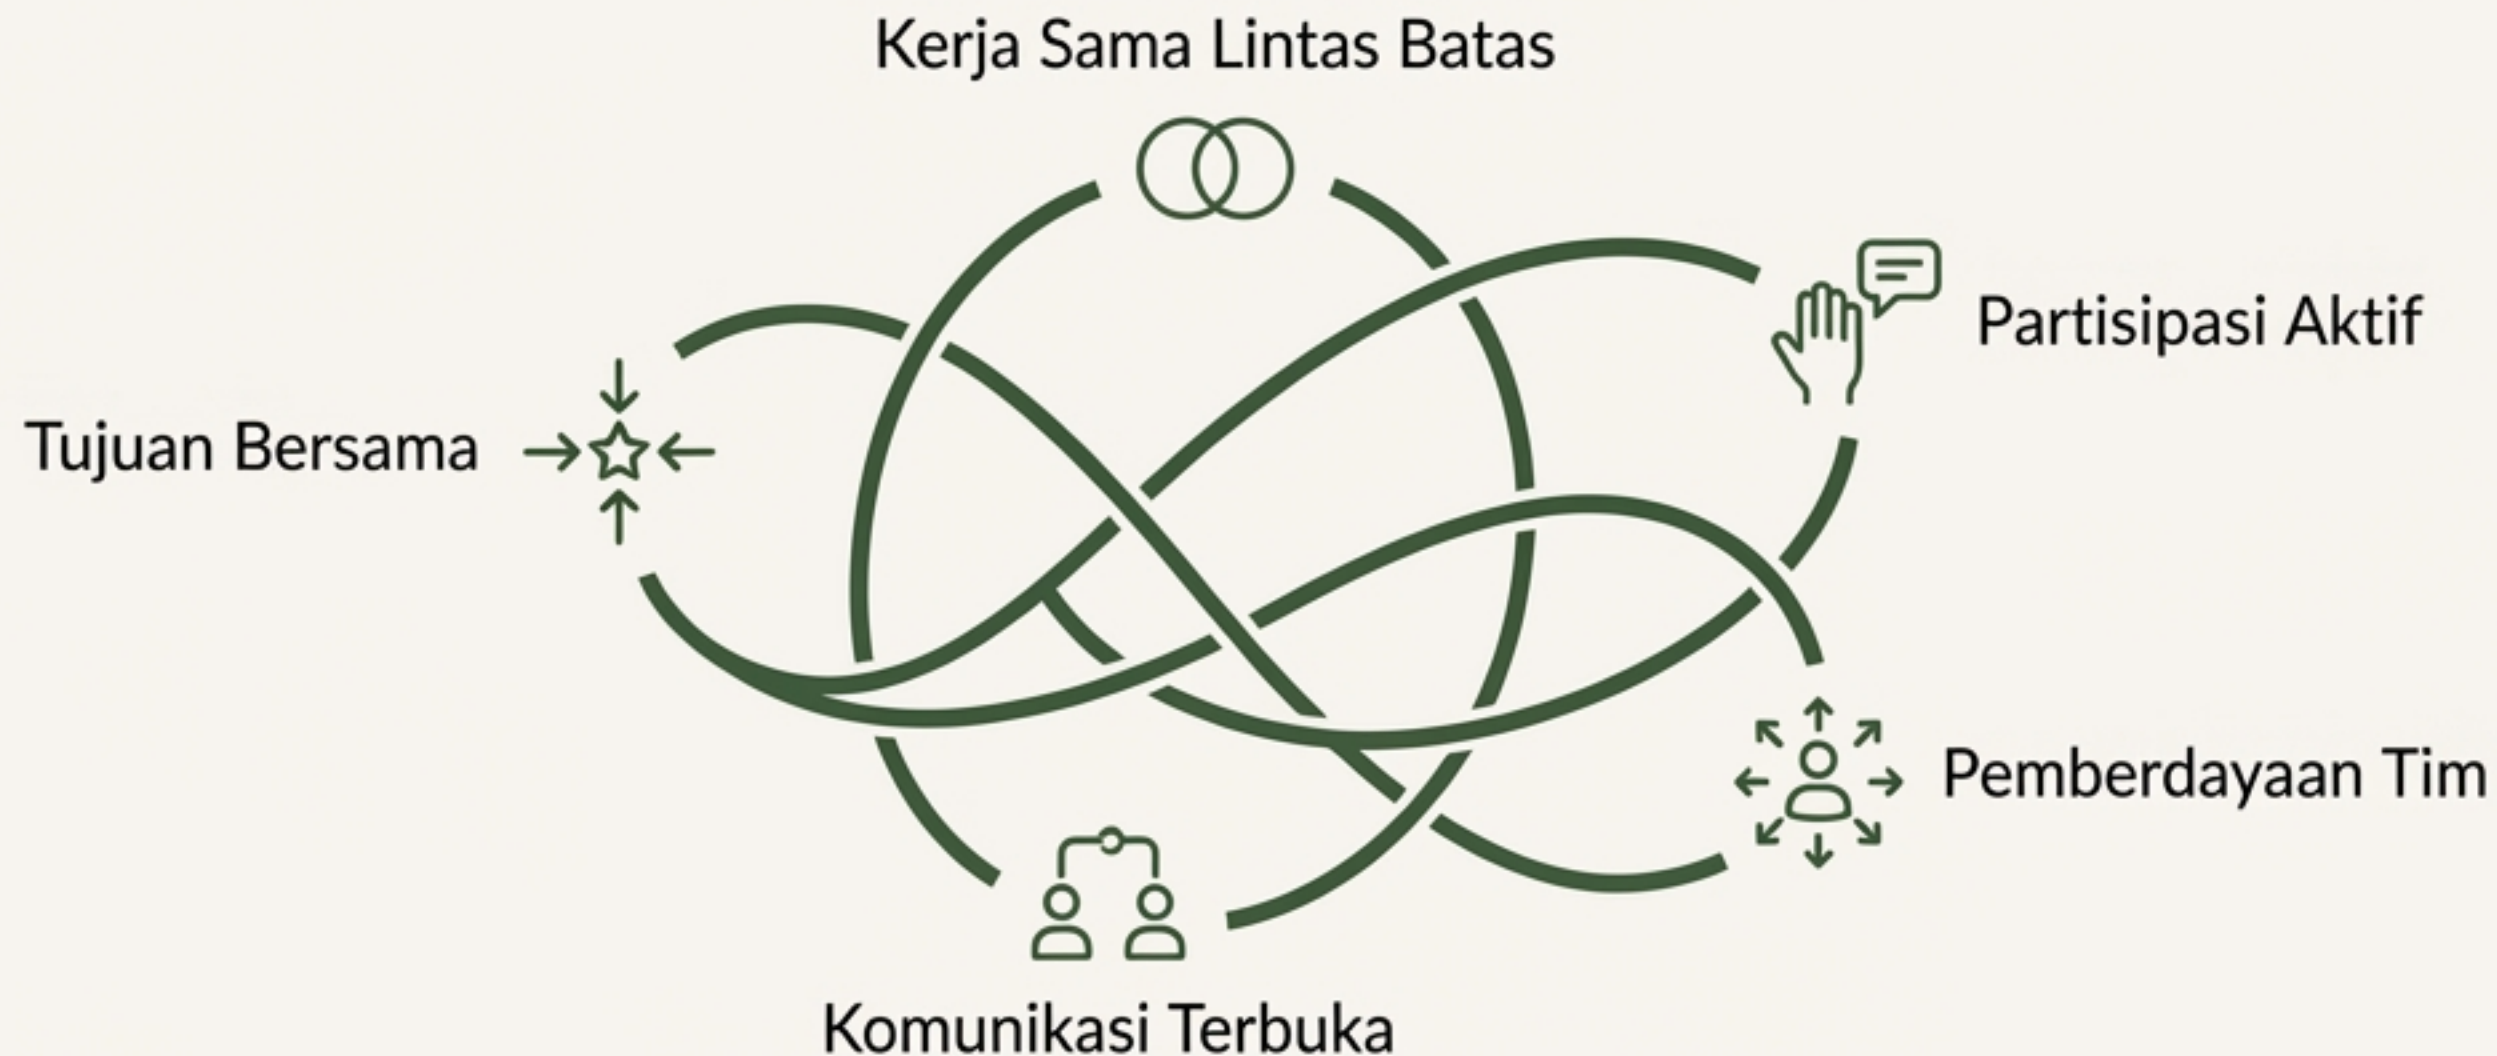 Kerja Sama Lintas Batas
Partisipasi Aktif
Tujuan Bersama
Pemberdayaan Tim
Komunikasi Terbuka